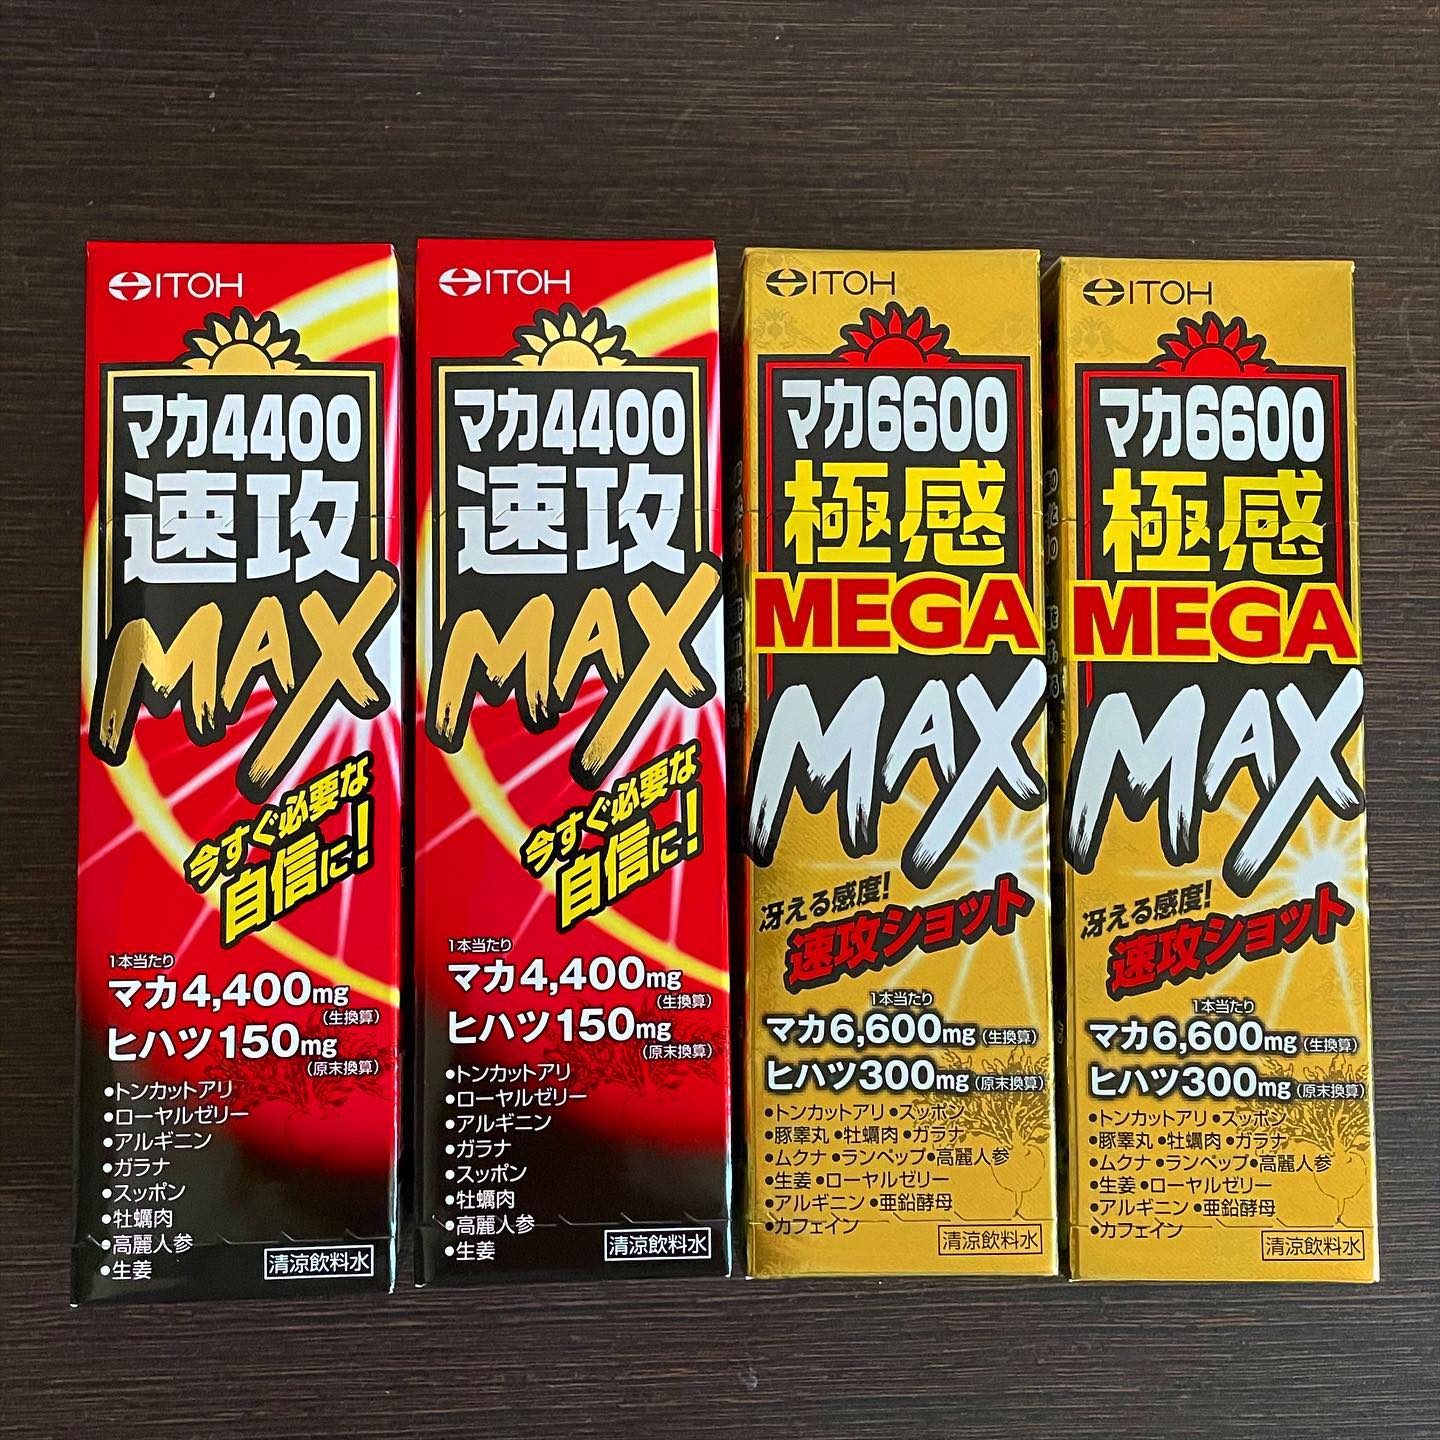 ITOH
マカ4400
速攻
MAX
今すぐ必要な
自信に!
1本当たり
マカ4,400mg
(生換算)
ヒハツ150mg
(原末換算)
●トンカットアリ
●ローヤルゼリー
●アルギニン
●ガラナ
●スッポン
●牡蠣肉
●高麗人参
●生姜
清涼飲料水
ITOH
マカ4400
速攻
MAX
今すぐ必要な
自信に!
1本当たり
マカ4,400mg
(生換算)
ヒハツ150mg
(原末換算)
●トンカットアリ
●ローヤルゼリー
●アルギニン
●ガラナ
●スッポン
●牡蠣肉
●高麗人参
●生姜
清涼飲料水
ITOH
マカ6600
極感
MEGA
MAX
冴える感度!
速攻ショット
1本当たり
マカ6,600mg(生換算)
ヒハツ300mg(原末換算)
●トンカットアリ●スッポン
●豚睾丸●牡蠣肉●ガラナ
●ムクナ●ランペップ●高麗人参
●生姜●ローヤルゼリー
●アルギニン●亜鉛酵母
●カフェイン
清涼飲料水
ITOH
マカ6600
極感
MEGA
MAX
冴える感度!
速攻ショット
1本当たり
マカ6,600mg(生換算)
ヒハツ300mg(原末換算)
●トンカットアリ●スッポン
●豚睾丸●牡蠣肉●ガラナ
●ムクナ●ランペップ●高麗人参
●生姜●ローヤルゼリー
●アルギニン●亜鉛酵母
●カフェイン
清涼飲料水